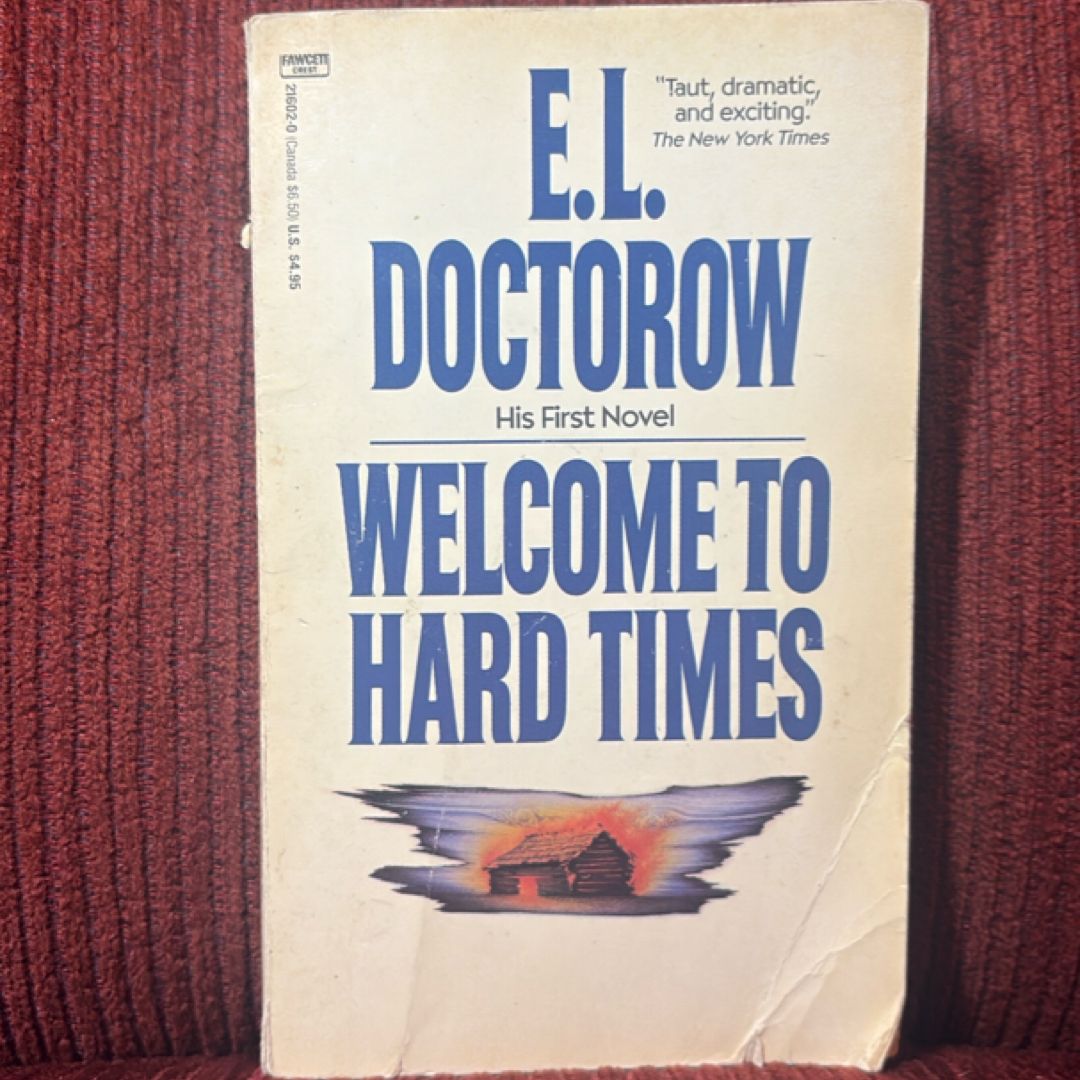 FAWCETT
CREST
21602-0 (Canada $6.50) U.S. $4.95
"Taut, dramatic,
and exciting."
The New York Times
E.L.
DOCTOROW
His First Novel
WELCOME TO
HARD TIMES